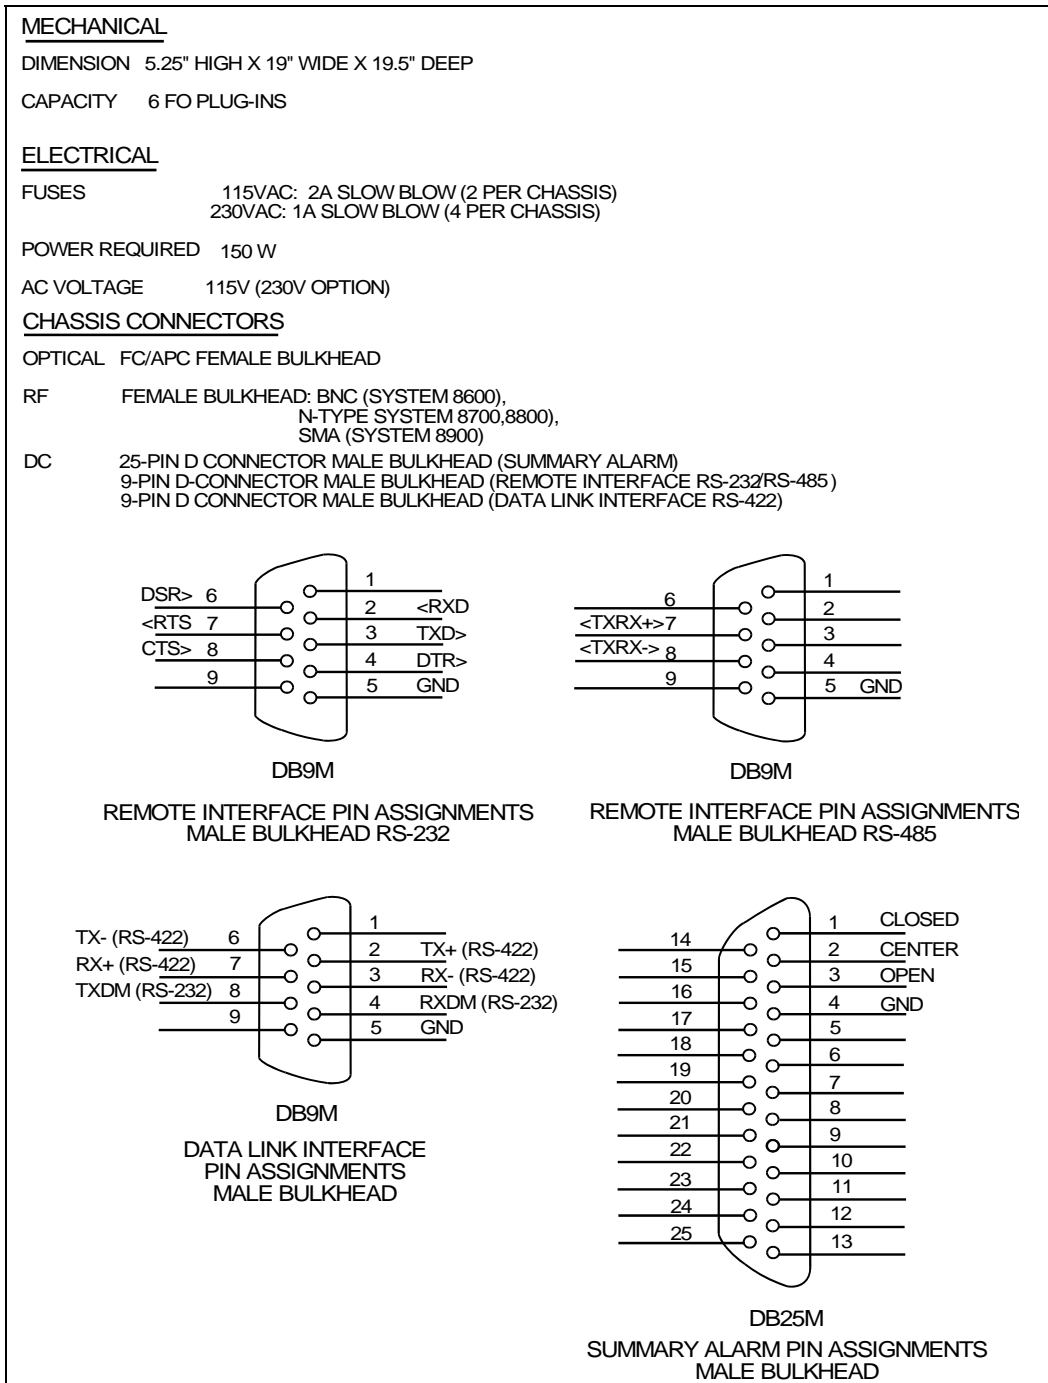 MECHANICAL
DIMENSION 5.25" HIGH X 19" WIDE X 19.5" DEEP
CAPACITY 6 FO PLUG-INS
ELECTRICAL
FUSES 115VAC: 2A SLOW BLOW (2 PER CHASSIS)
230VAC: 1A SLOW BLOW (4 PER CHASSIS)
POWER REQUIRED 150 W
AC VOLTAGE 115V (230V OPTION)
CHASSIS CONNECTORS
OPTICAL FC/APC FEMALE BULKHEAD
RF FEMALE BULKHEAD: BNC (SYSTEM 8600),
N-TYPE SYSTEM 8700,8800),
SMA (SYSTEM 8900)
DC 25-PIN D CONNECTOR MALE BULKHEAD (SUMMARY ALARM)
9-PIN D-CONNECTOR MALE BULKHEAD (REMOTE INTERFACE RS-232/RS-485)
9-PIN D CONNECTOR MALE BULKHEAD (DATA LINK INTERFACE RS-422)
DSR> 6
<RTS 7
CTS> 8
9
1
2 <RXD
3 TXD>
4 DTR>
5 GND
DB9M
REMOTE INTERFACE PIN ASSIGNMENTS
MALE BULKHEAD RS-232
6
<TXRX+>7
<TXRX-> 8
9
1
2
3
4
5 GND
DB9M
REMOTE INTERFACE PIN ASSIGNMENTS
MALE BULKHEAD RS-485
TX- (RS-422) 6
RX+ (RS-422) 7
TXDM (RS-232) 8
9
1
2 TX+ (RS-422)
3 RX- (RS-422)
4 RXDM (RS-232)
5 GND
DB9M
DATA LINK INTERFACE
PIN ASSIGNMENTS
MALE BULKHEAD
14
15
16
17
18
19
20
21
22
23
24
25
1 CLOSED
2 CENTER
3 OPEN
4 GND
5
6
7
8
9
10
11
12
13
DB25M
SUMMARY ALARM PIN ASSIGNMENTS
MALE BULKHEAD